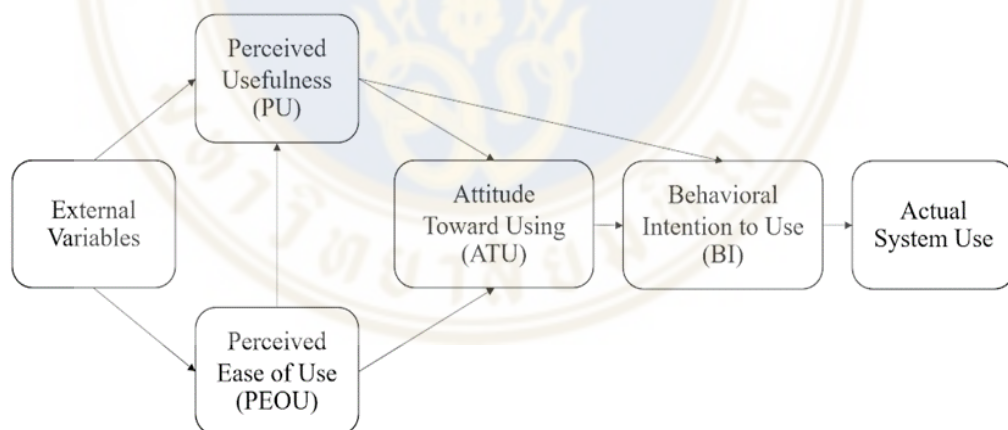 Perceived
Usefulness
(PU)
External
Variables
Attitude
Toward Using
(ATU)
Behavioral
Intention to Use
(BI)
Actual
System Use
Perceived
Ease of Use
(PEOU)